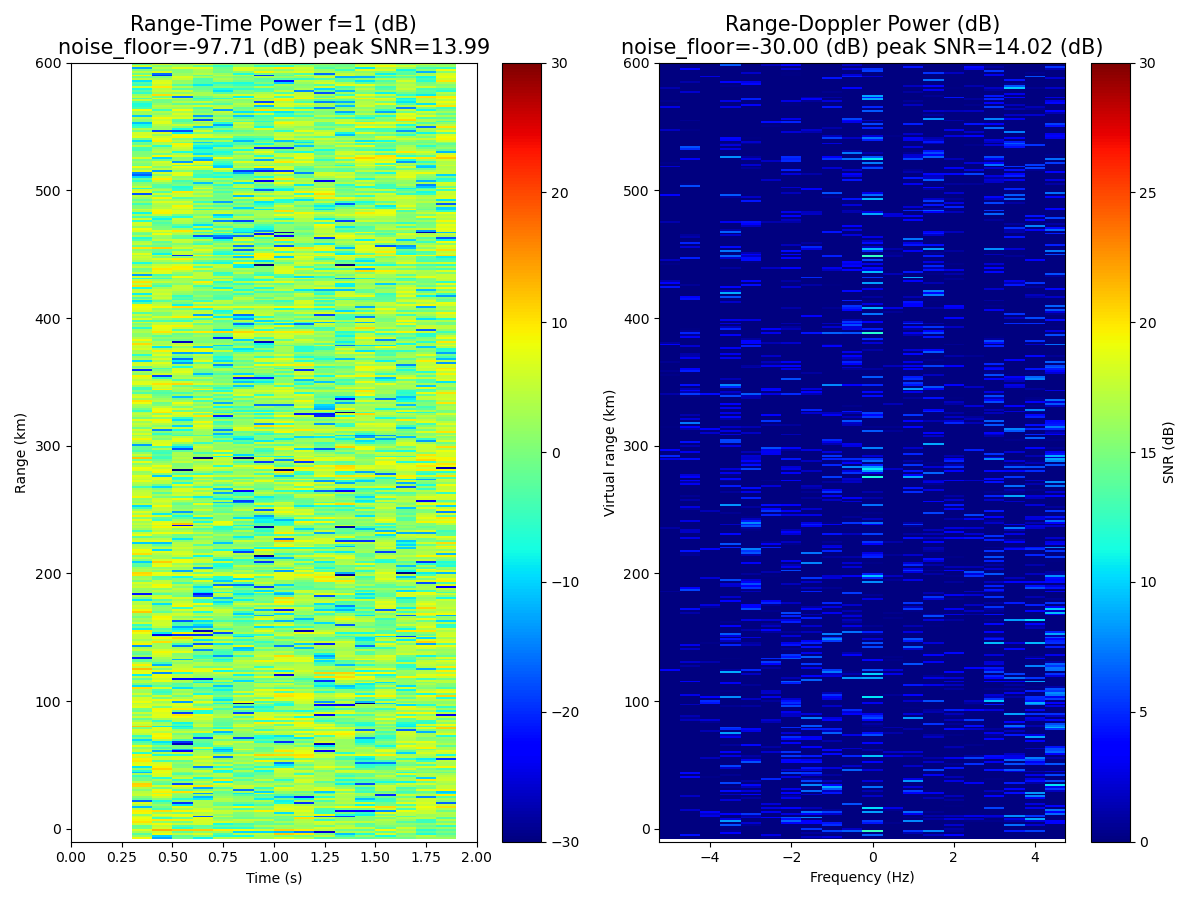 Range-Time Power f=1 (dB)
noise_floor=-97.71 (dB) peak SNR=13.99
Range-Doppler Power (dB)
noise_floor=-30.00 (dB) peak SNR=14.02 (dB)
600
500
400
300
200
100
0
Range (km)
0.00 0.25 0.50 0.75 1.00 1.25 1.50 1.75 2.00
Time (s)
30
20
10
0
−10
−20
−30
600
500
400
300
200
100
0
Virtual range (km)
−4 −2 0 2 4
Frequency (Hz)
30
25
20
15
10
5
0
SNR (dB)